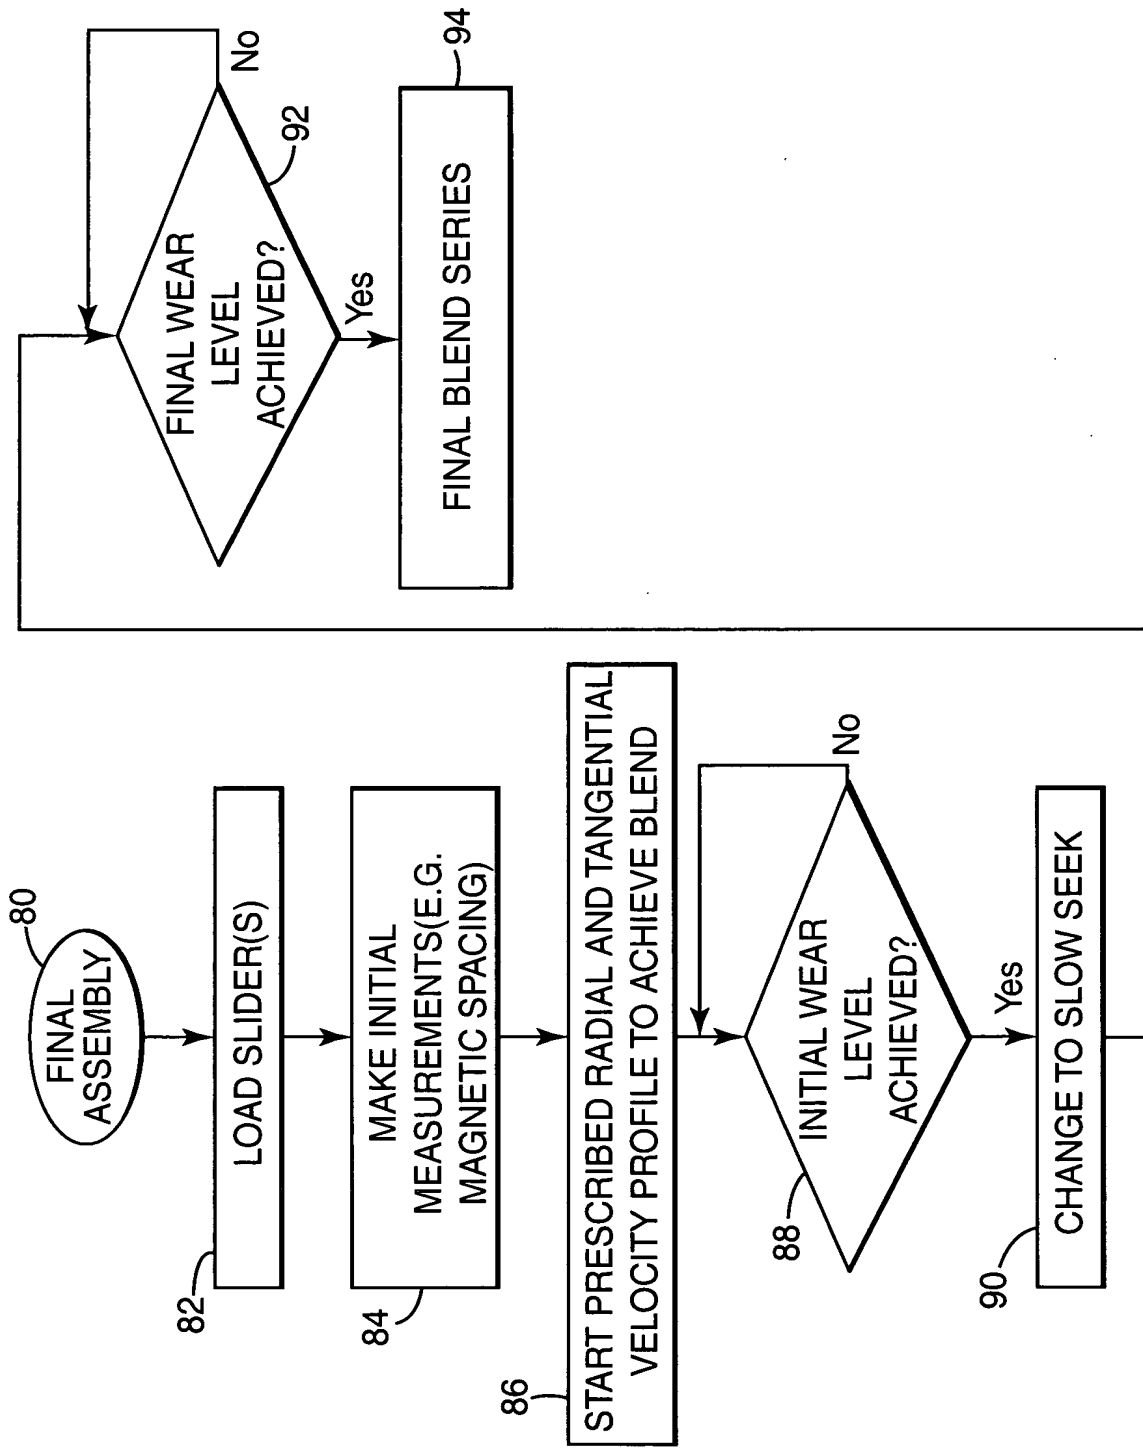 80
FINAL
ASSEMBLY
82
LOAD SLIDER(S)
84
MAKE INITIAL
MEASUREMENTS(E.G.
MAGNETIC SPACING)
86
START PRESCRIBED RADIAL AND TANGENTIAL
VELOCITY PROFILE TO ACHIEVE BLEND
88
INITIAL WEAR
LEVEL
ACHIEVED?
No
Yes
90
CHANGE TO SLOW SEEK
FINAL WEAR
LEVEL
ACHIEVED?
92
No
Yes
94
FINAL BLEND SERIES